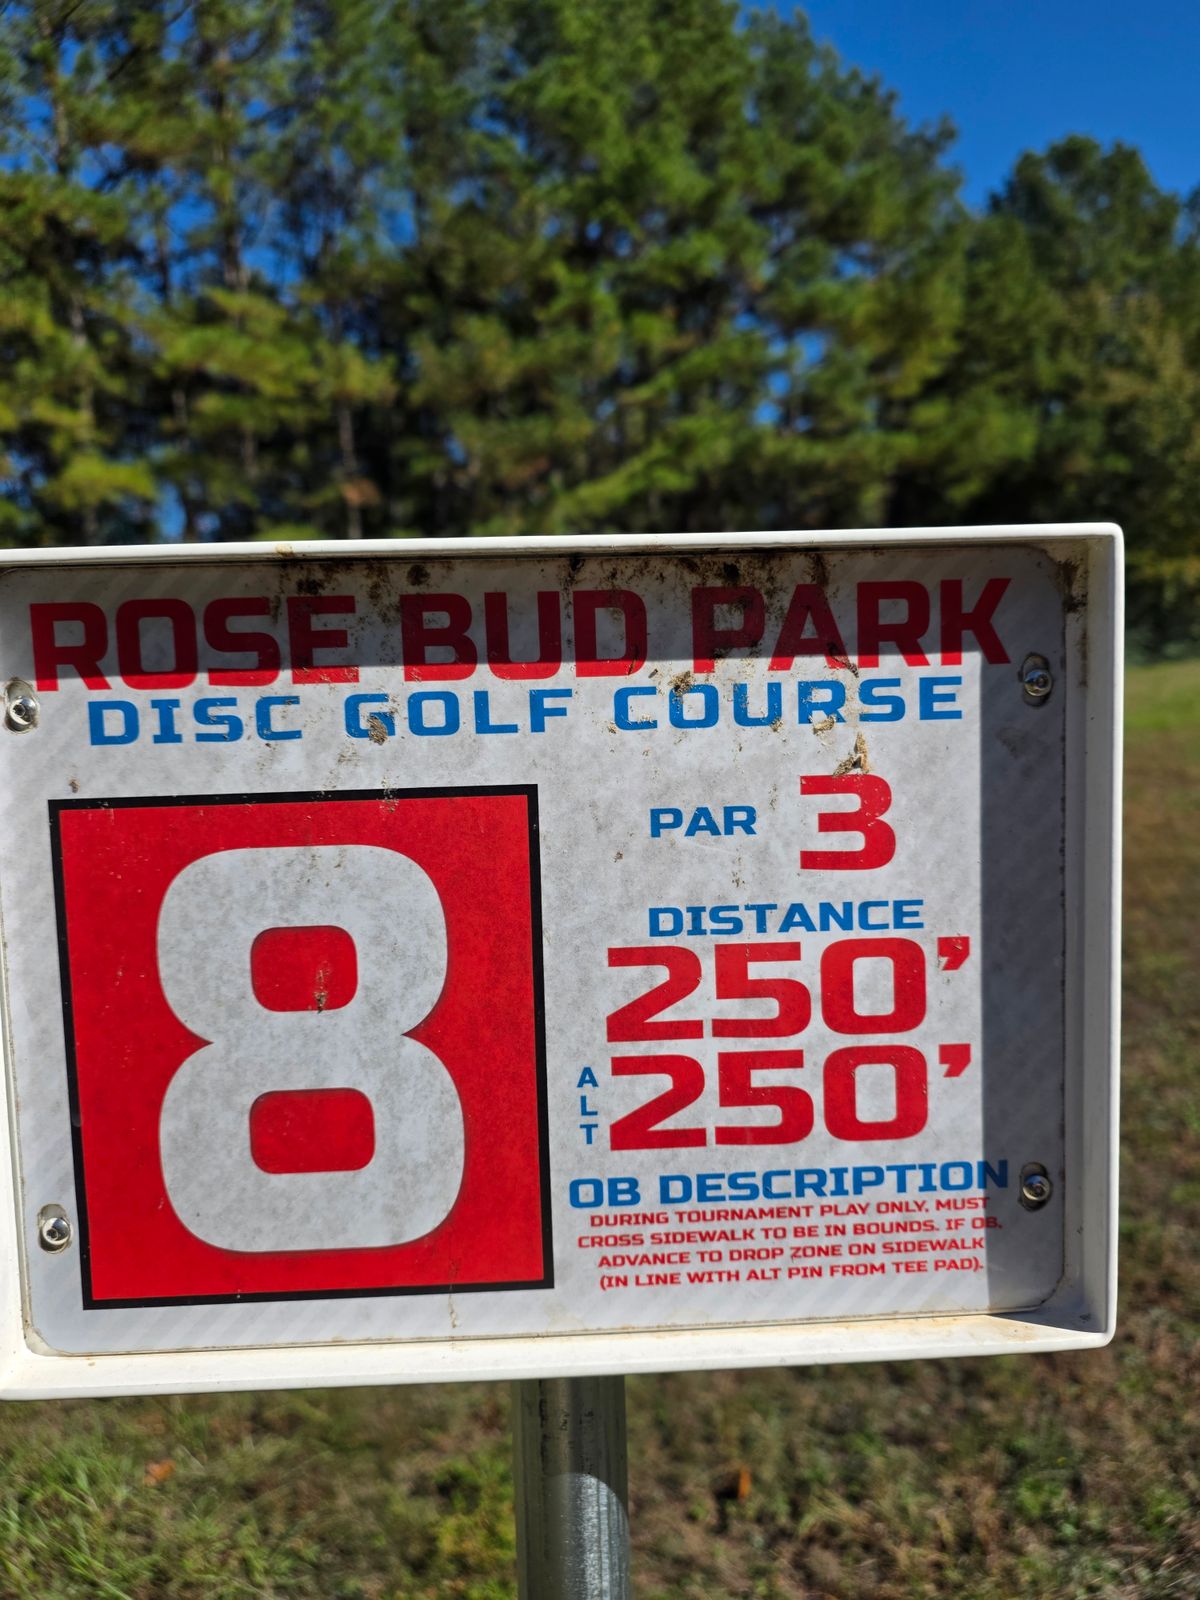 ROSE BUD PARK
DISC GOLF COURSE
8
PAR 3
DISTANCE
250’
ALT 250’
OB DESCRIPTION
DURING TOURNAMENT PLAY ONLY, MUST
CROSS SIDEWALK TO BE IN BOUNDS. IF OB,
ADVANCE TO DROP ZONE ON SIDEWALK
(IN LINE WITH ALT PIN FROM TEE PAD).